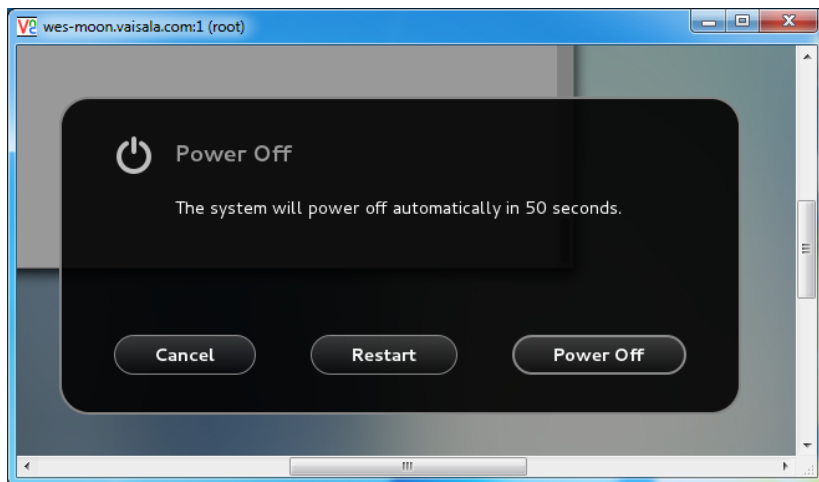 wes-moon.vaisala.com:1 (root)
Power Off
The system will power off automatically in 50 seconds.
Cancel Restart Power Off